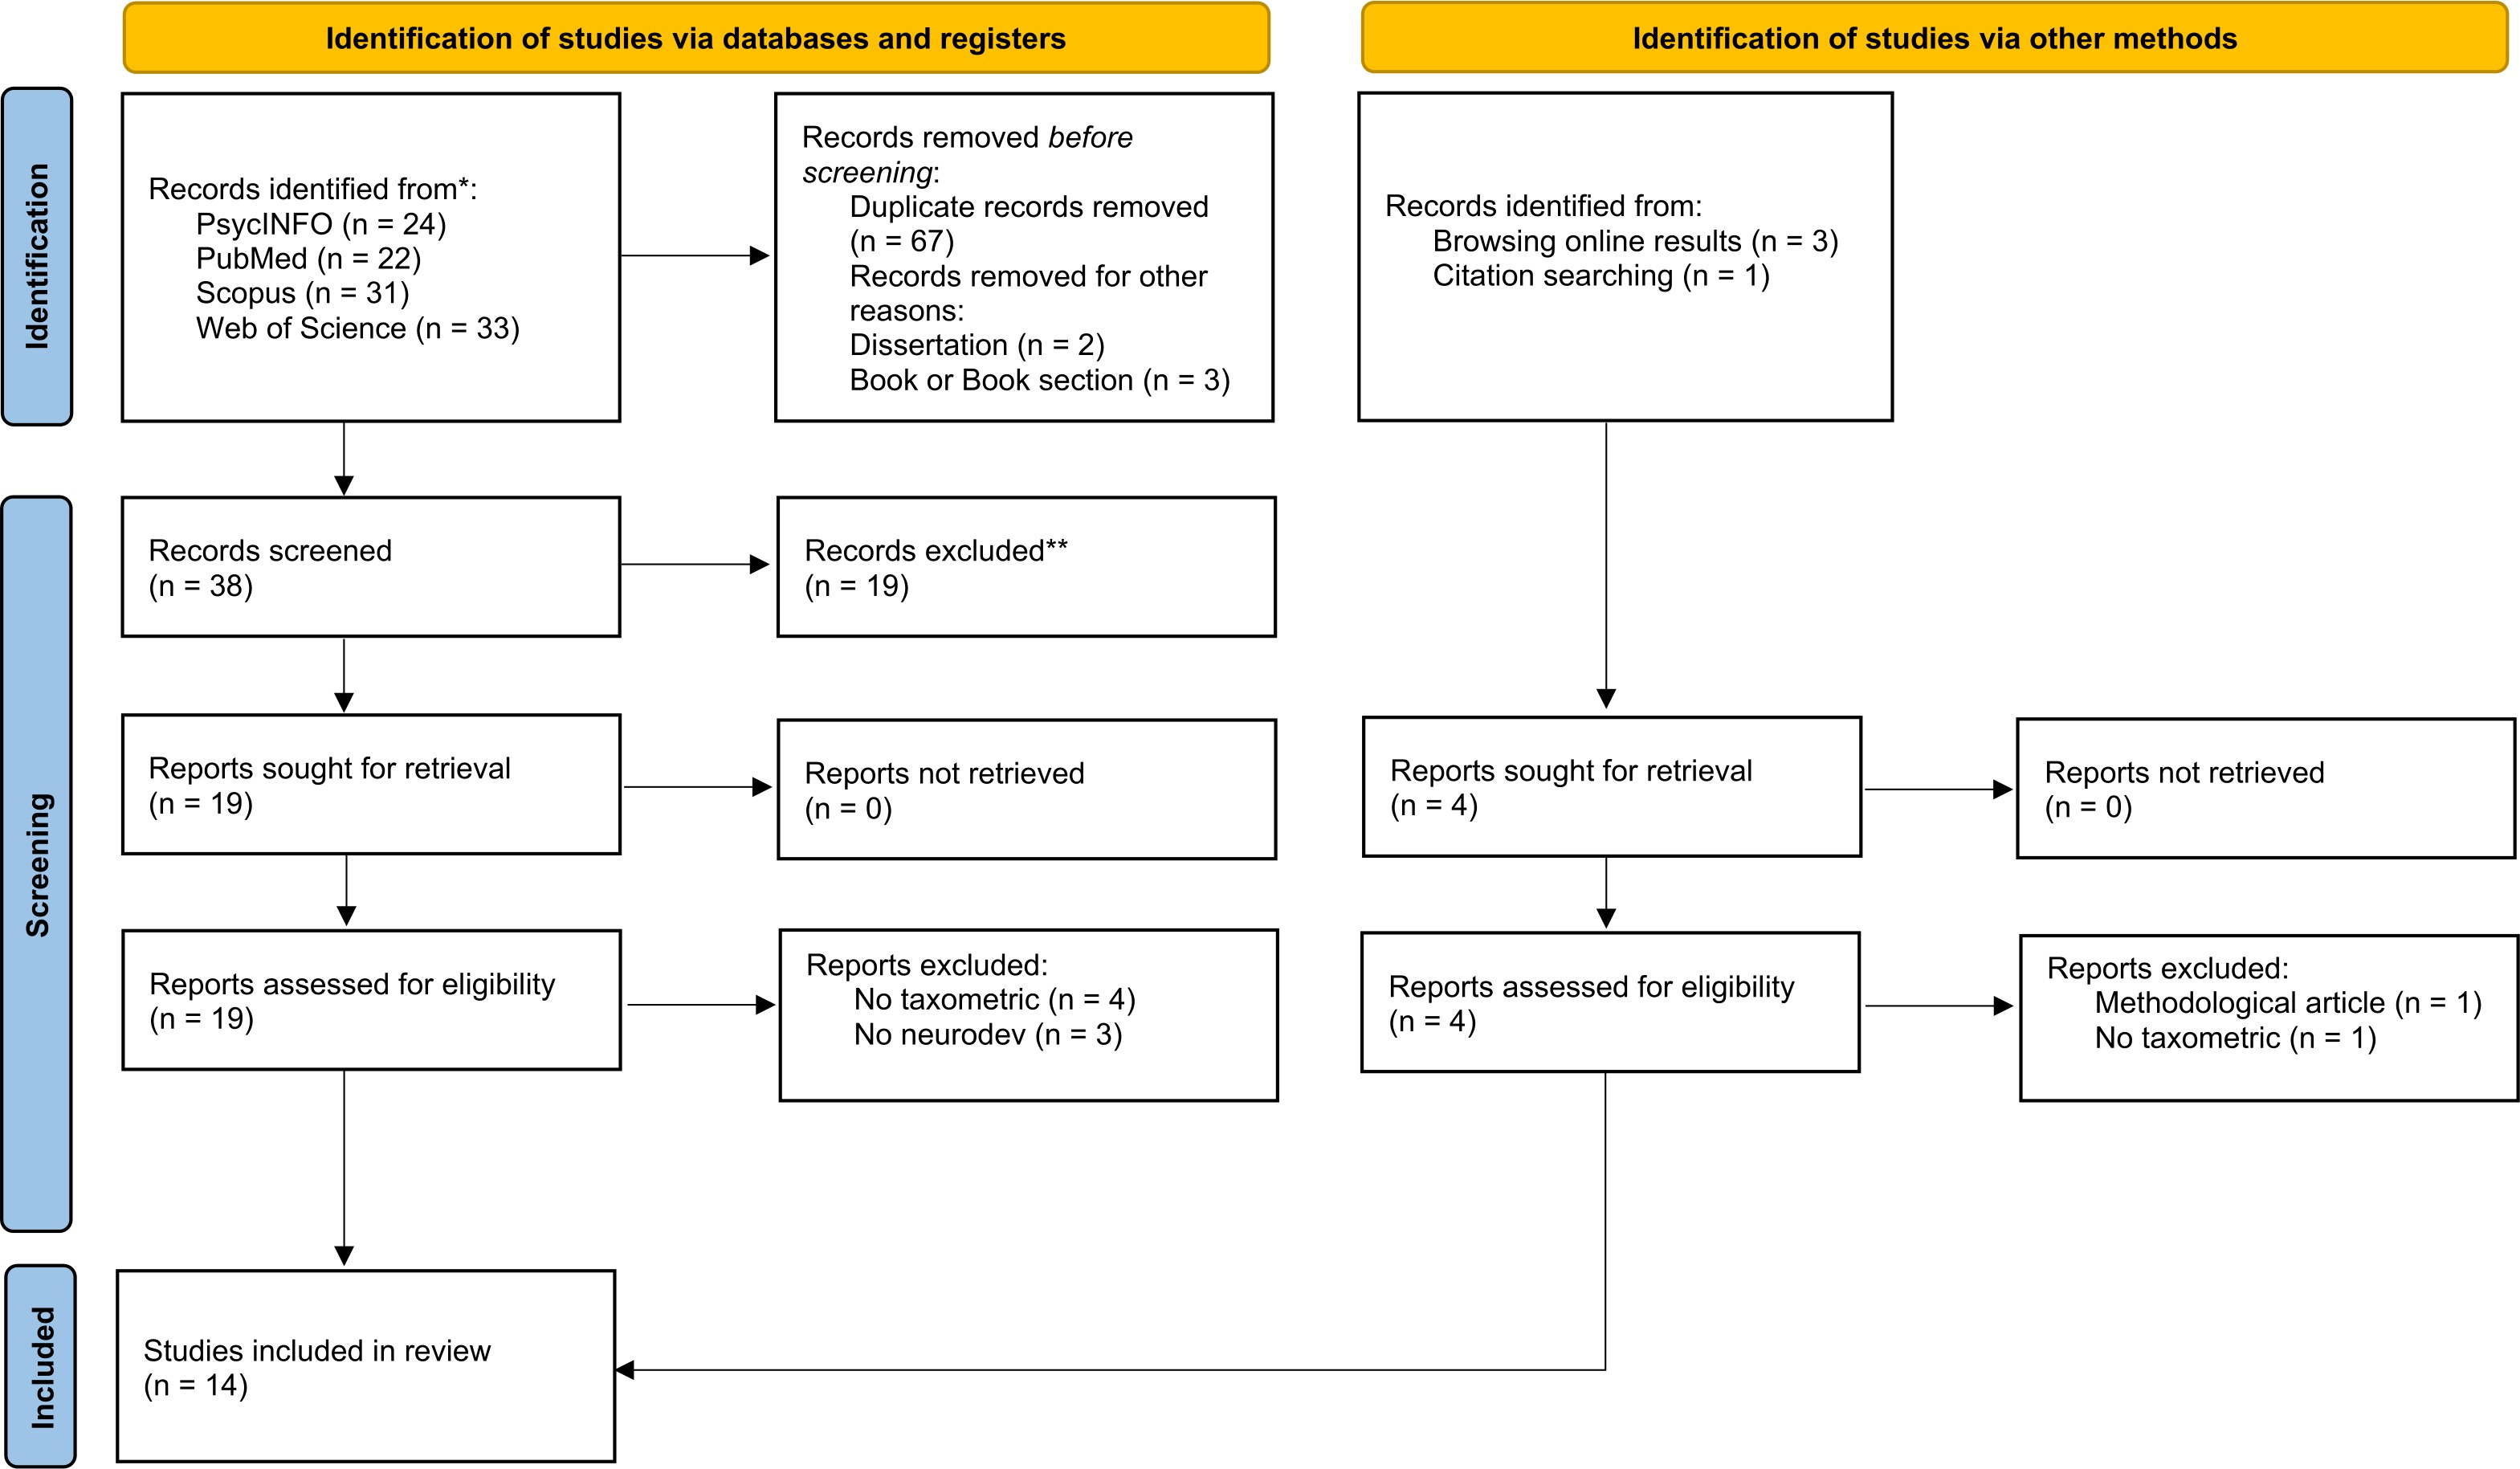 Identification of studies via databases and registers
Identification of studies via other methods
Identification
Records identified from*:
PsycINFO (n = 24)
PubMed (n = 22)
Scopus (n = 31)
Web of Science (n = 33)
Records removed before
screening:
Duplicate records removed
(n = 67)
Records removed for other
reasons:
Dissertation (n = 2)
Book or Book section (n = 3)
Records identified from:
Browsing online results (n = 3)
Citation searching (n = 1)
Screening
Records screened
(n = 38)
Records excluded**
(n = 19)
Reports sought for retrieval
(n = 19)
Reports not retrieved
(n = 0)
Reports sought for retrieval
(n = 4)
Reports not retrieved
(n = 0)
Reports assessed for eligibility
(n = 19)
Reports excluded:
No taxometric (n = 4)
No neurodev (n = 3)
Reports assessed for eligibility
(n = 4)
Reports excluded:
Methodological article (n = 1)
No taxometric (n = 1)
Included
Studies included in review
(n = 14)